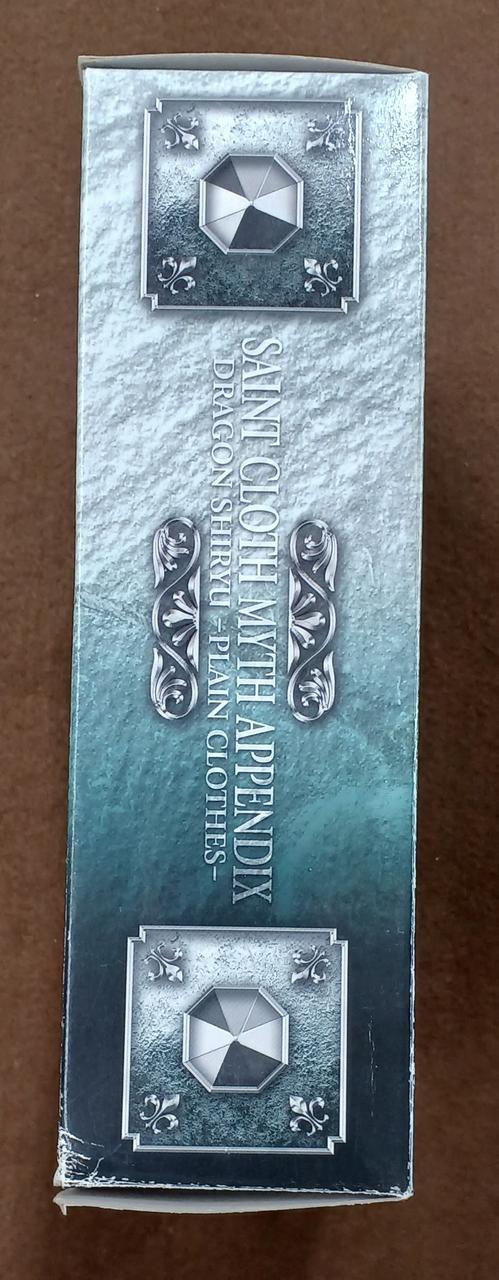 SAINT CLOTH MYTH APPENDIX
DRAGON SHIRYU -PLAIN CLOTHES-